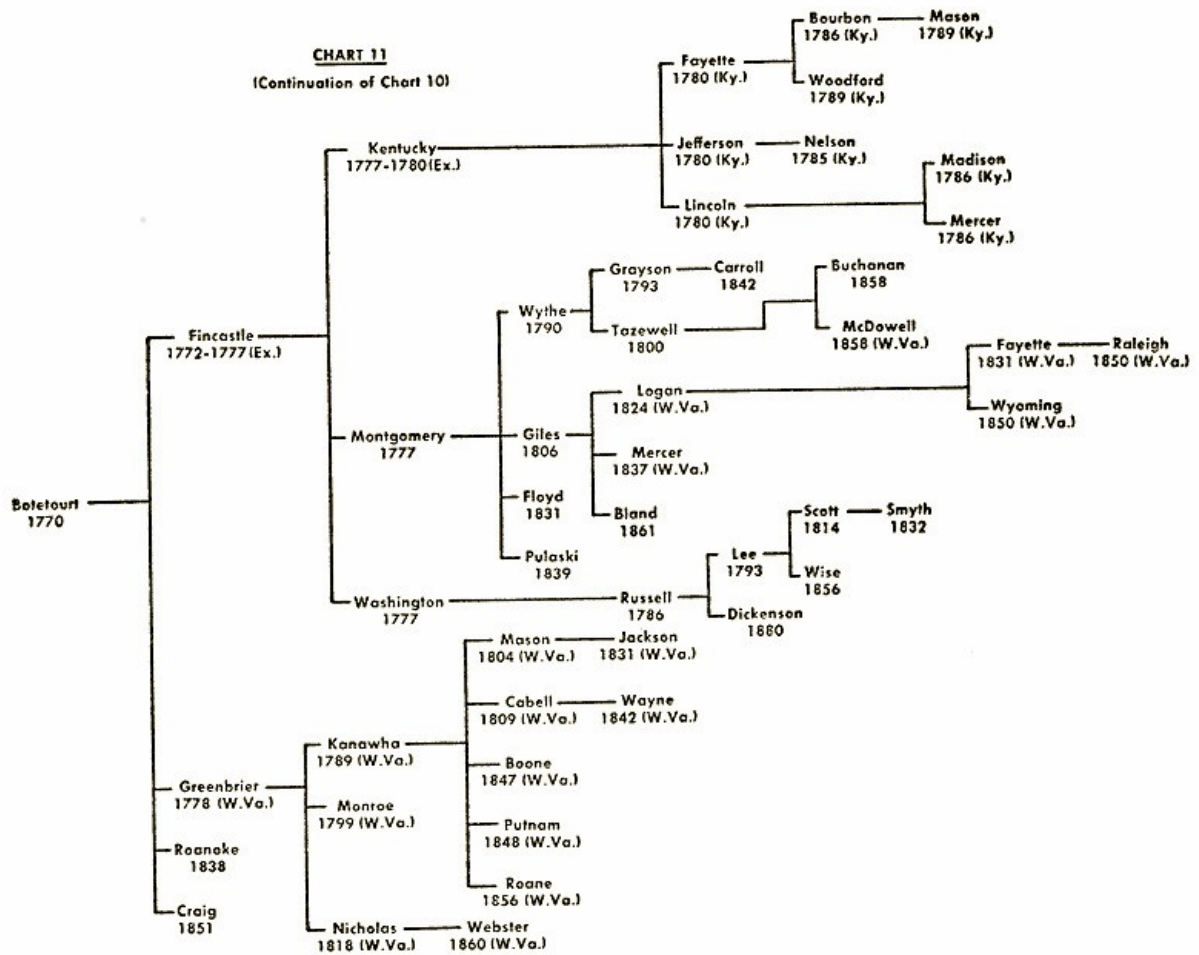 CHART 11
(Continuation of Chart 10)
Bourbon
1786 (Ky.)
Mason
1789 (Ky.)
Fayette
1780 (Ky.)
Woodford
1789 (Ky.)
Kentucky
1777-1780 (Ex.)
Jefferson
1780 (Ky.)
Nelson
1785 (Ky.)
Lincoln
1780 (Ky.)
Madison
1786 (Ky.)
Mercer
1786 (Ky.)
Fincastle
1772-1777 (Ex.)
Wythe
1790
Grayson
1793
Carroll
1842
Tazewell
1800
Buchanan
1858
McDowell
1858 (W.Va.)
Montgomery
1777
Giles
1806
Logan
1824 (W.Va.)
Fayette
1831 (W.Va.)
Raleigh
1850 (W.Va.)
Wyoming
1850 (W.Va.)
Mercer
1837 (W.Va.)
Bland
1861
Floyd
1831
Pulaski
1839
Botetourt
1770
Washington
1777
Russell
1786
Lee
1793
Scott
1814
Smyth
1832
Wise
1856
Dickenson
1880
Greenbrier
1778 (W.Va.)
Kanawha
1789 (W.Va.)
Mason
1804 (W.Va.)
Jackson
1831 (W.Va.)
Cabell
1809 (W.Va.)
Wayne
1842 (W.Va.)
Boone
1847 (W.Va.)
Putnam
1848 (W.Va.)
Roane
1856 (W.Va.)
Monroe
1799 (W.Va.)
Nicholas
1818 (W.Va.)
Webster
1860 (W.Va.)
Roanoke
1838
Craig
1851